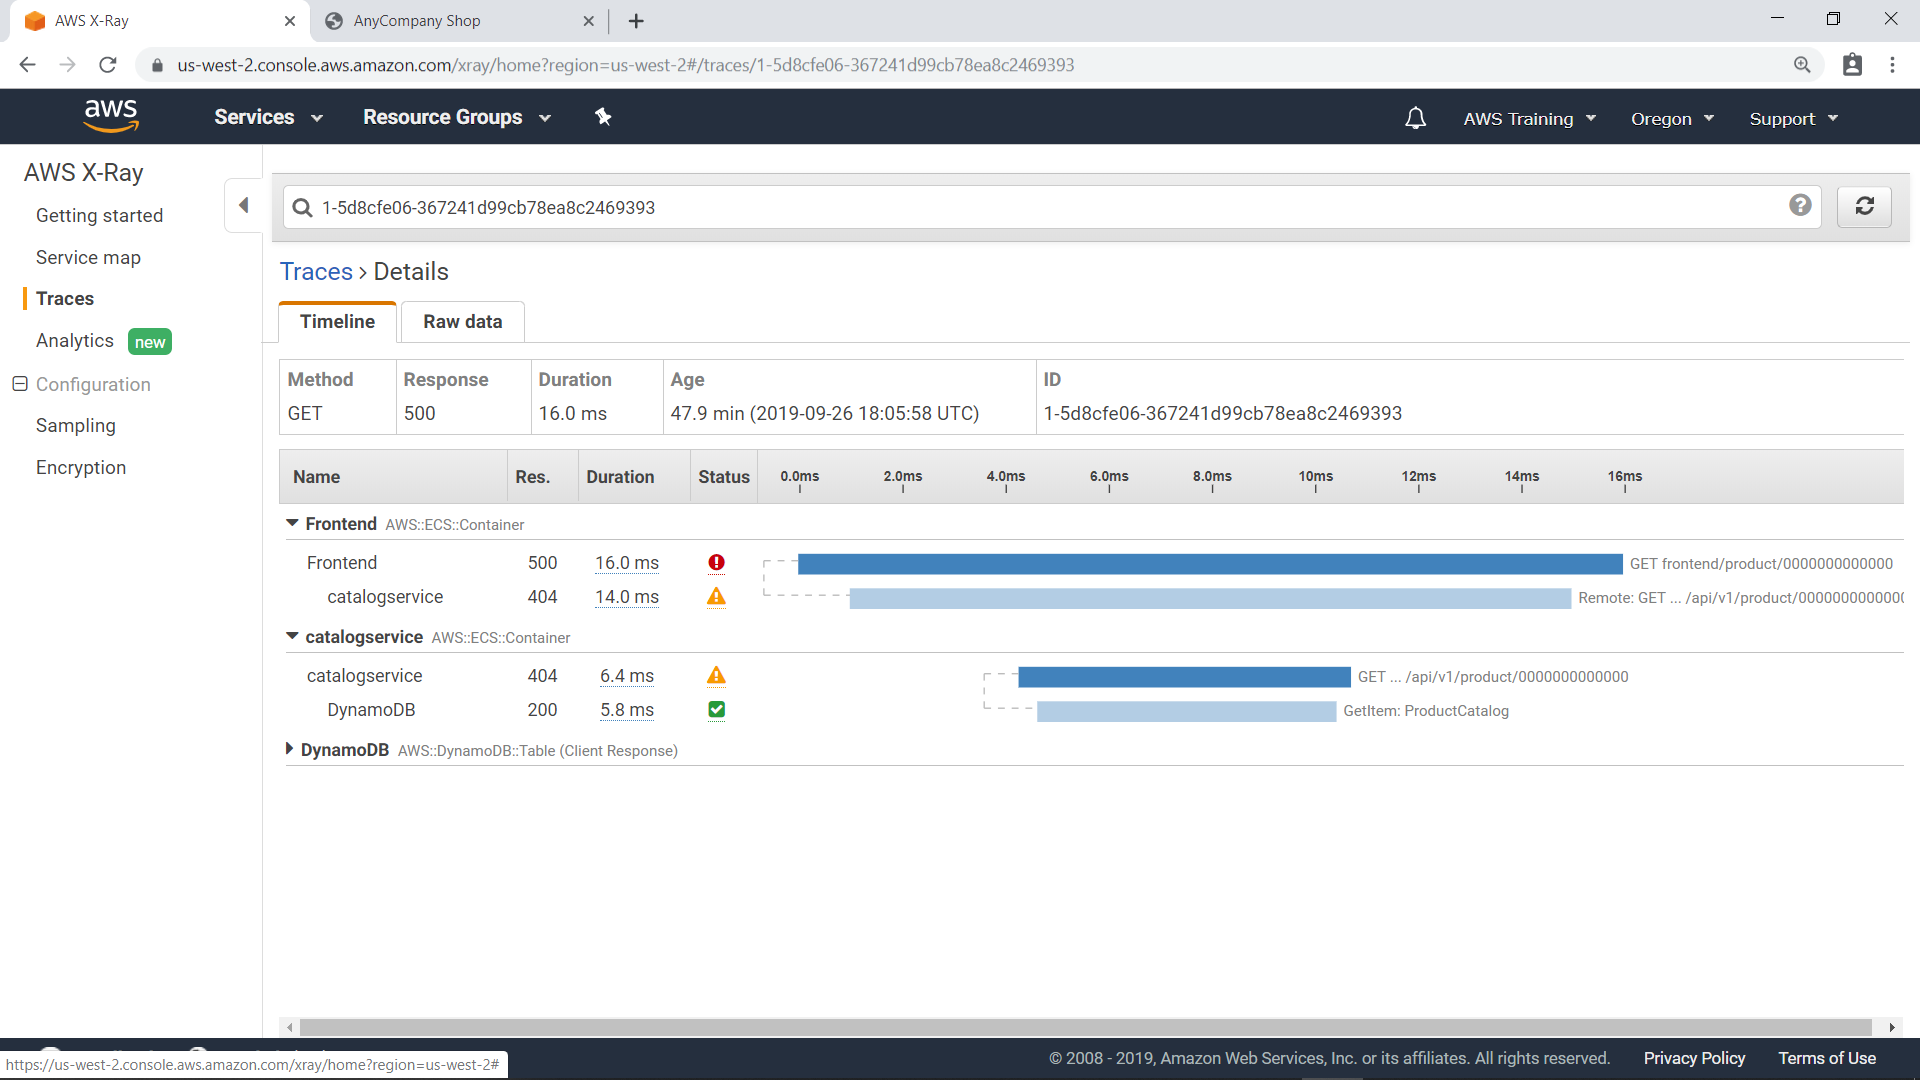 AWS X-Ray
AnyCompany Shop
us-west-2.console.aws.amazon.com/xray/home?region=us-west-2#/traces/1-5d8cfe06-367241d99cb78ea8c2469393
aws
Services
Resource Groups
AWS Training
Oregon
Support
AWS X-Ray
Getting started
Service map
Traces
Analytics new
Configuration
Sampling
Encryption
1-5d8cfe06-367241d99cb78ea8c2469393
Traces > Details
Timeline
Raw data
Method Response Duration Age ID
GET 500 16.0 ms 47.9 min (2019-09-26 18:05:58 UTC) 1-5d8cfe06-367241d99cb78ea8c2469393
Name Res. Duration Status 0.0ms 2.0ms 4.0ms 6.0ms 8.0ms 10ms 12ms 14ms 16ms
Frontend AWS::ECS::Container
Frontend 500 16.0 ms GET frontend/product/0000000000000
catalogservice 404 14.0 ms Remote: GET ... /api/v1/product/000000000000
catalogservice AWS::ECS::Container
catalogservice 404 6.4 ms GET ... /api/v1/product/0000000000000
DynamoDB 200 5.8 ms GetItem: ProductCatalog
DynamoDB AWS::DynamoDB::Table (Client Response)
https://us-west-2.console.aws.amazon.com/xray/home?region=us-west-2#
© 2008 - 2019, Amazon Web Services, Inc. or its affiliates. All rights reserved.
Privacy Policy
Terms of Use